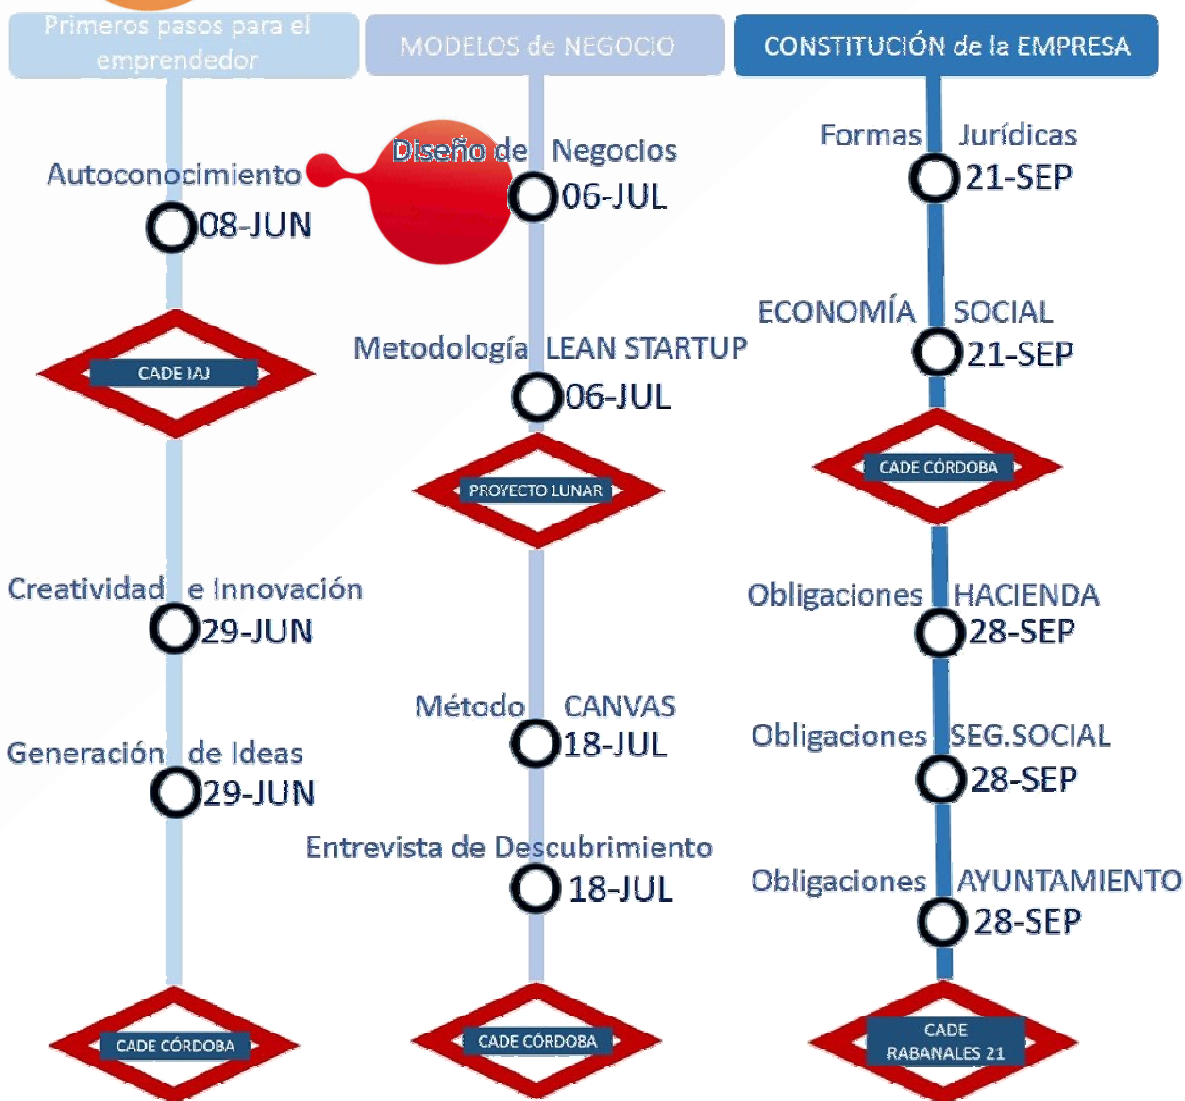 Primeros pasos para el
emprendedor
Autoconocimiento
08-JUN
CADE IAJ
Creatividad e Innovación
29-JUN
Generación de Ideas
29-JUN
CADE CÓRDOBA
MODELOS de NEGOCIO
Diseño de Negocios
06-JUL
Metodología LEAN STARTUP
06-JUL
PROYECTO LUNAR
Método CANVAS
18-JUL
Entrevista de Descubrimiento
18-JUL
CADE CÓRDOBA
CONSTITUCIÓN de la EMPRESA
Formas Jurídicas
21-SEP
ECONOMÍA SOCIAL
21-SEP
CADE CÓRDOBA
Obligaciones HACIENDA
28-SEP
Obligaciones SEG.SOCIAL
28-SEP
Obligaciones AYUNTAMIENTO
28-SEP
CADE
RABANALES 21